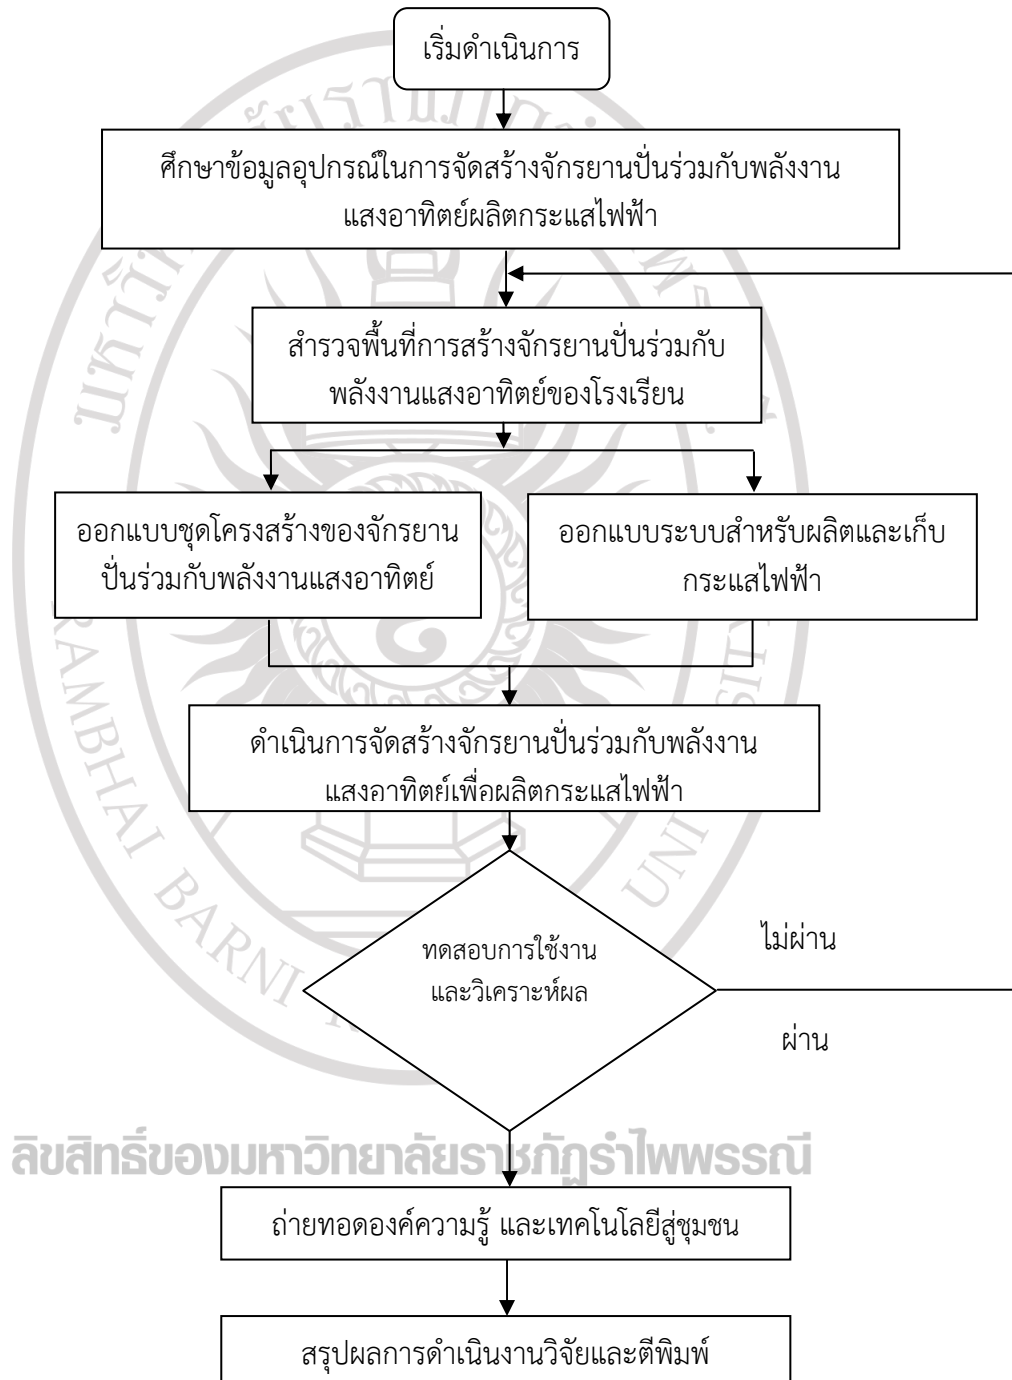 เริ่มดำเนินการ
ศึกษาข้อมูลอุปกรณ์ในการจัดสร้างจักรยานปั่นร่วมกับพลังงาน
แสงอาทิตย์ผลิตกระแสไฟฟ้า
สำรวจพื้นที่การสร้างจักรยานปั่นร่วมกับ
พลังงานแสงอาทิตย์ของโรงเรียน
ออกแบบชุดโครงสร้างของจักรยาน
ปั่นร่วมกับพลังงานแสงอาทิตย์
ออกแบบระบบสำหรับผลิตและเก็บ
กระแสไฟฟ้า
ดำเนินการจัดสร้างจักรยานปั่นร่วมกับพลังงาน
แสงอาทิตย์เพื่อผลิตกระแสไฟฟ้า
ทดสอบการใช้งาน
และวิเคราะห์ผล
ไม่ผ่าน
ผ่าน
RAMBHAI BARNI
ลิขสิทธิ์ของมหาวิทยาลัยราชภัฏรำไพพรรณี
ถ่ายทอดองค์ความรู้ และเทคโนโลยีสู่ชุมชน
สรุปผลการดำเนินงานวิจัยและตีพิมพ์